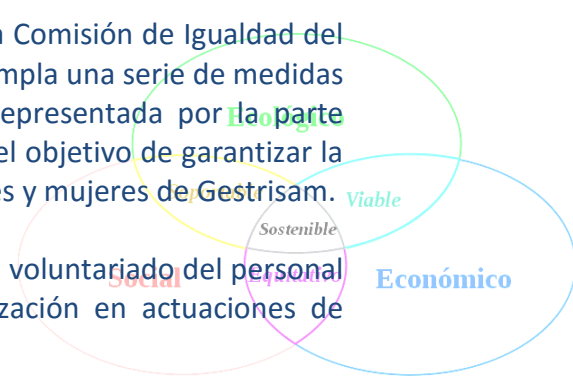 a Comisión de Igualdad del
mpla una serie de medidas
epresentada por la parte
Ecológico
el objetivo de garantizar la
es y mujeres de Gestrisam.
Viable
Sostenible
voluntariado del personal
Social
Equitativo
Económico
zación en actuaciones de